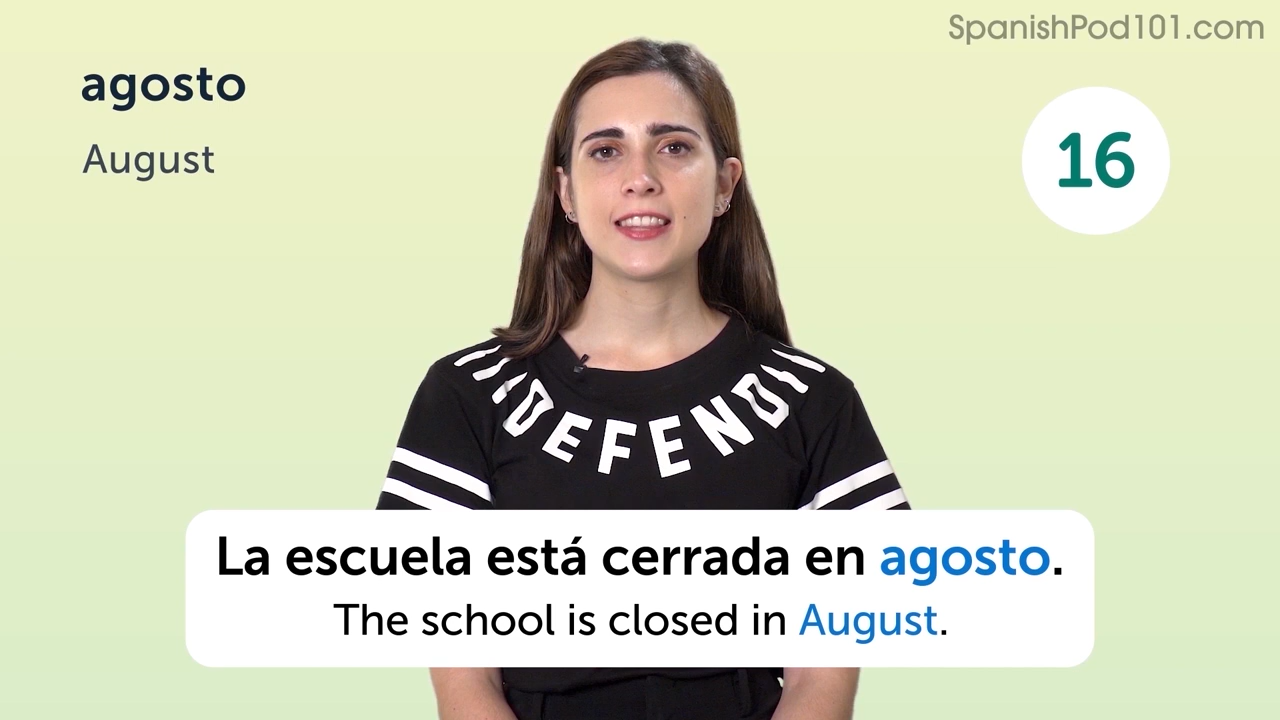 SpanishPod101.com
agosto
August
16
DEFEND
La escuela está cerrada en agosto.
The school is closed in August.